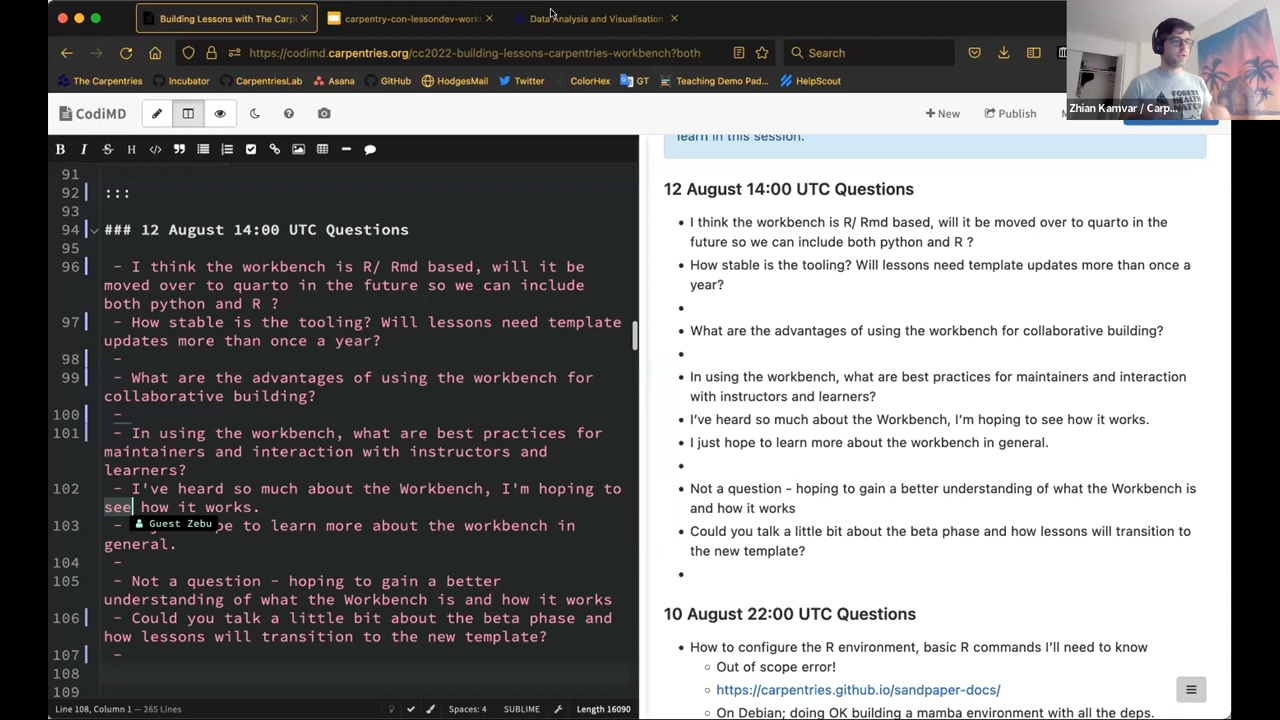 Building Lessons with The Carp
carpentry-con-lessondev-work
Data Analysis and Visualisation
https://codimd.carpentries.org/cc2022-building-lessons-carpentries-workbench?both
Search
The Carpentries
Incubator
CarpentriesLab
Asana
GitHub
HodgesMail
Twitter
ColorHex
GT
Teaching Demo Pad...
HelpScout
Zhian Kamvar / Carp...
CodiMD
+ New
Publish
91
92 :::
93
94 ### 12 August 14:00 UTC Questions
95
96 - I think the workbench is R/ Rmd based, will it be
moved over to quarto in the future so we can include
both python and R ?
97 - How stable is the tooling? Will lessons need template
updates more than once a year?
98 -
99 - What are the advantages of using the workbench for
collaborative building?
100 -
101 - In using the workbench, what are best practices for
maintainers and interaction with instructors and
learners?
102 - I've heard so much about the Workbench, I'm hoping to
see how it works.
Guest Zebu
103 - to learn more about the workbench in
general.
104 -
105 - Not a question - hoping to gain a better
understanding of what the Workbench is and how it works
106 - Could you talk a little bit about the beta phase and
how lessons will transition to the new template?
107 -
108
109
Line 108, Column 1 — 265 Lines
Spaces: 4
SUBLIME
Length 16090
learn in this session.
12 August 14:00 UTC Questions
• I think the workbench is R/ Rmd based, will it be moved over to quarto in the
future so we can include both python and R ?
• How stable is the tooling? Will lessons need template updates more than once a
year?
•
• What are the advantages of using the workbench for collaborative building?
•
• In using the workbench, what are best practices for maintainers and interaction
with instructors and learners?
• I've heard so much about the Workbench, I'm hoping to see how it works.
• I just hope to learn more about the workbench in general.
•
• Not a question - hoping to gain a better understanding of what the Workbench is
and how it works
• Could you talk a little bit about the beta phase and how lessons will transition to
the new template?
•
10 August 22:00 UTC Questions
• How to configure the R environment, basic R commands I'll need to know
○ Out of scope error!
○ https://carpentries.github.io/sandpaper-docs/
○ On Debian; doing OK building a mamba environment with all the deps.